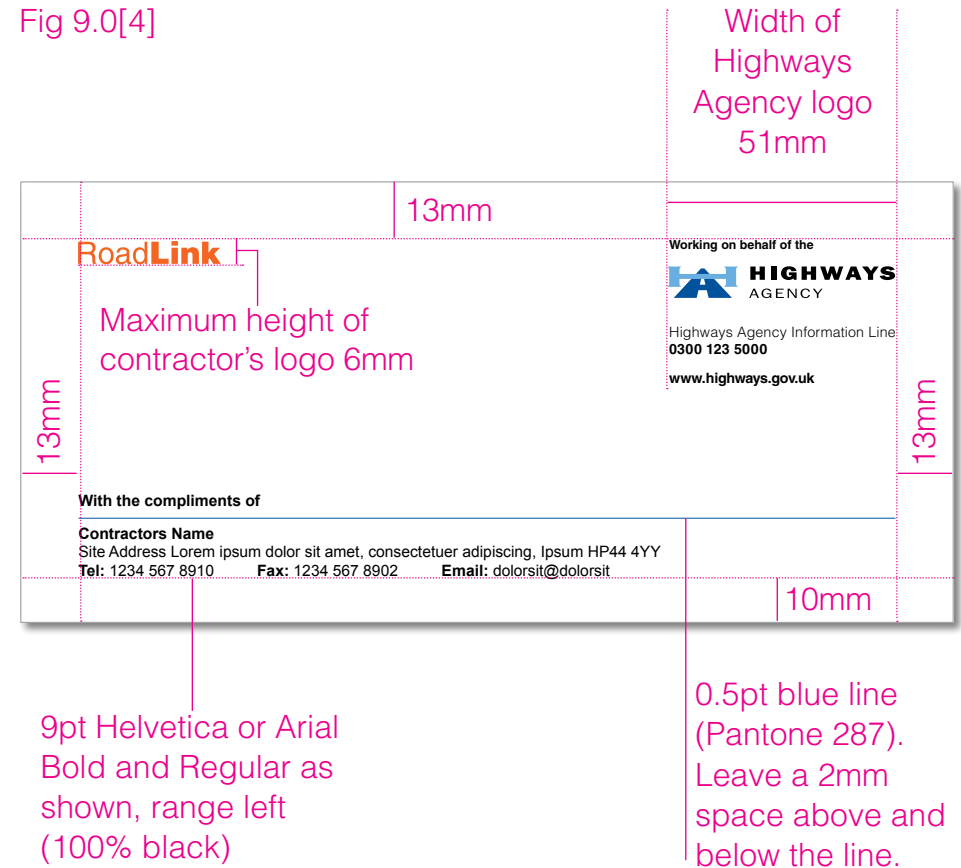 Fig 9.0[4]
Width of
Highways
Agency logo
51mm
13mm
RoadLink
Working on behalf of the
HIGHWAYS
AGENCY
Maximum height of
contractor's logo 6mm
Highways Agency Information Line
0300 123 5000
www.highways.gov.uk
13mm
13mm
With the compliments of
Contractors Name
Site Address Lorem ipsum dolor sit amet, consectetuer adipiscing, Ipsum HP44 4YY
Tel: 1234 567 8910 Fax: 1234 567 8902 Email: dolorsit@dolorsit
10mm
9pt Helvetica or Arial
Bold and Regular as
shown, range left
(100% black)
0.5pt blue line
(Pantone 287).
Leave a 2mm
space above and
below the line.